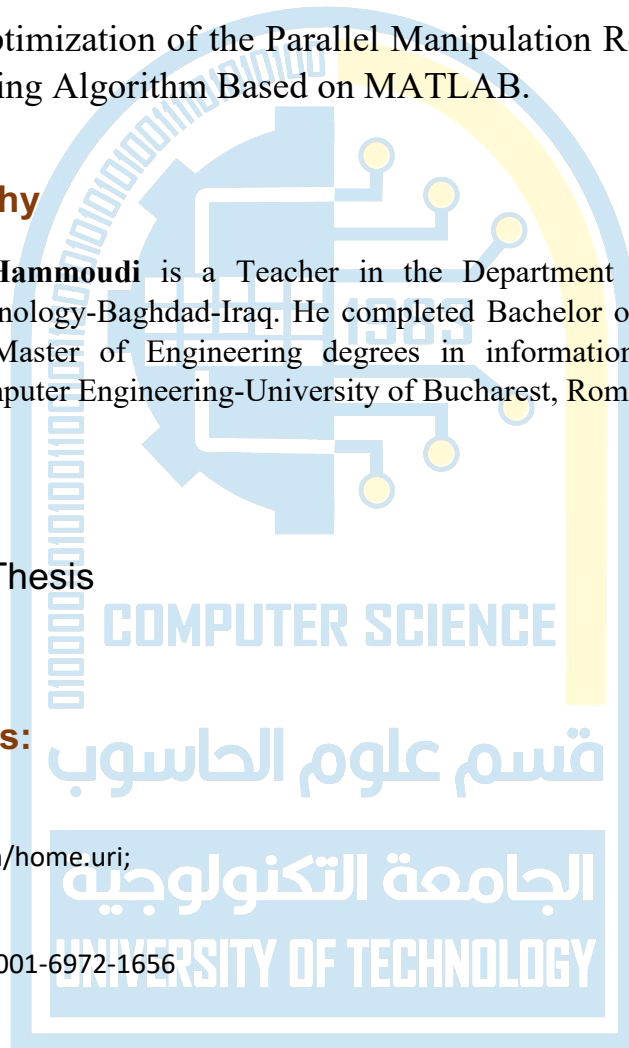 ptimization of the Parallel Manipulation R
ing Algorithm Based on MATLAB.
hy
Hammoudi is a Teacher in the Department
nology-Baghdad-Iraq. He completed Bachelor o
Master of Engineering degrees in information
mputer Engineering-University of Bucharest, Rom
1983
Thesis
COMPUTER SCIENCE
s:
قسم علوم الحاسوب
n/home.uri;
الجامعة التكنولوجية
001-6972-1656
UNIVERSITY OF TECHNOLOGY